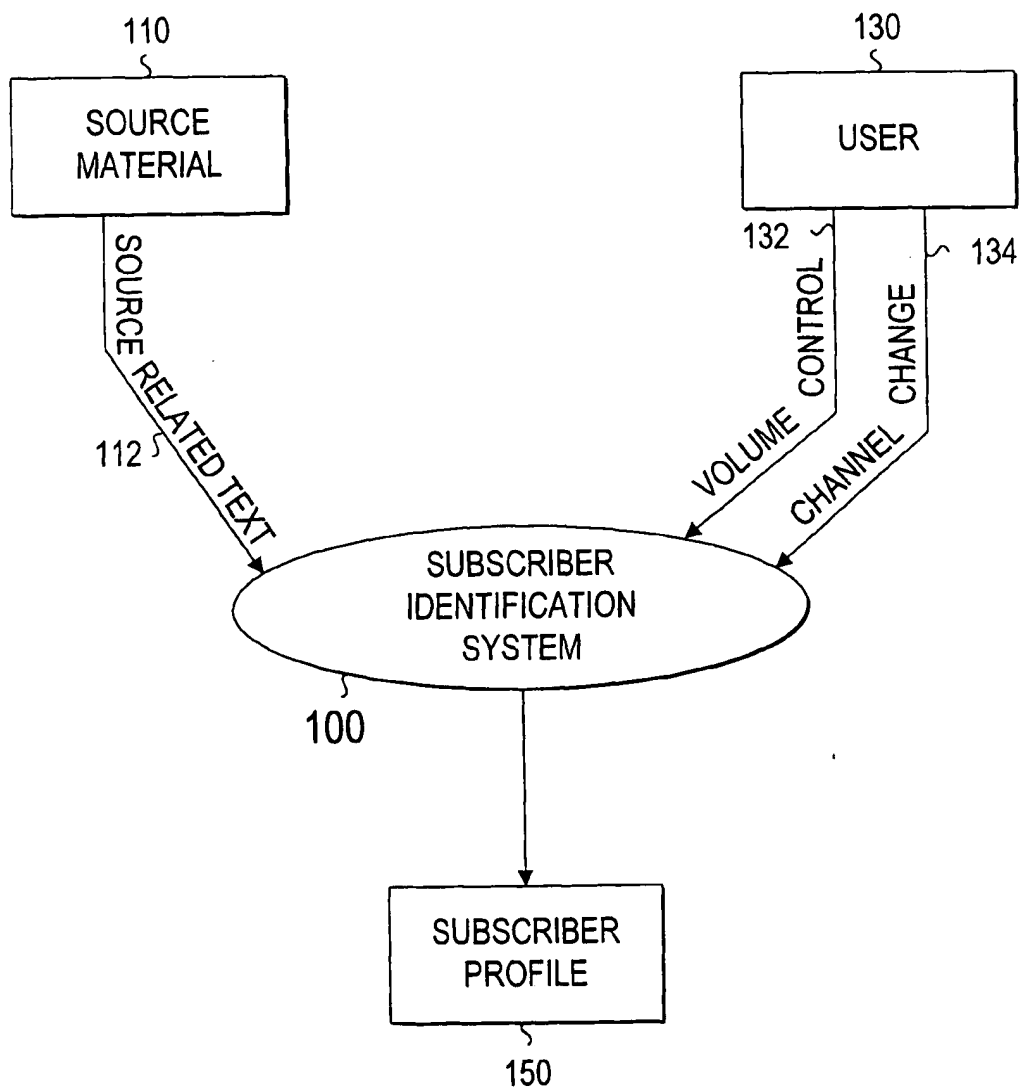 110
SOURCE
MATERIAL
130
USER
132
134
SOURCE RELATED TEXT
112
VOLUME CONTROL
CHANNEL CHANGE
SUBSCRIBER
IDENTIFICATION
SYSTEM
100
SUBSCRIBER
PROFILE
150